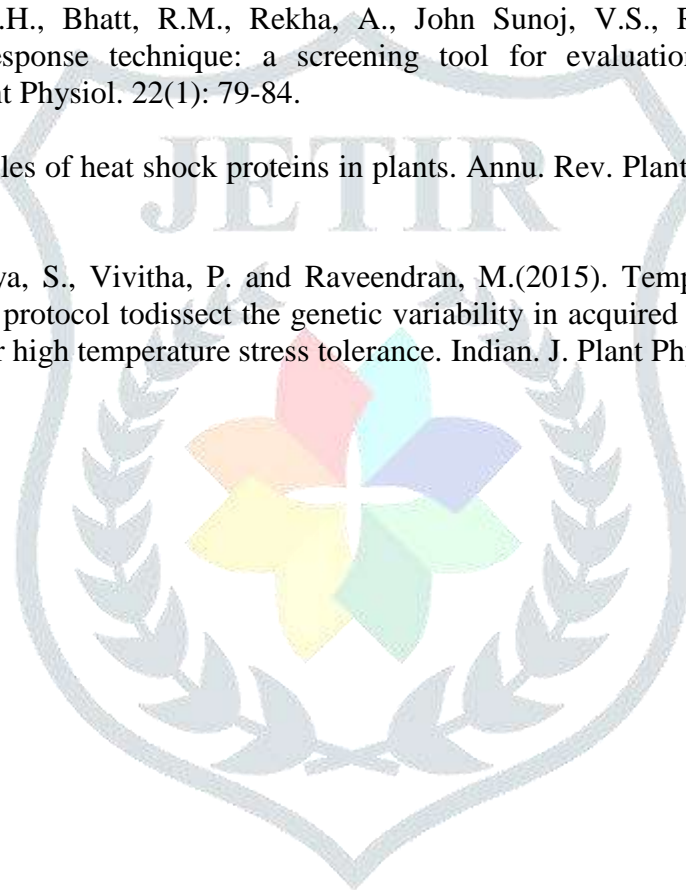 .H., Bhatt, R.M., Rekha, A., John Sunoj, V.S.,
esponse technique: a screening tool for evaluation
nt Physiol. 22(1): 79-84.
les of heat shock proteins in plants. Annu. Rev. Plant
JETIR
ya, S., Vivitha, P. and Raveendran, M.(2015). Temp
protocol todissect the genetic variability in acquired
r high temperature stress tolerance. Indian. J. Plant Ph